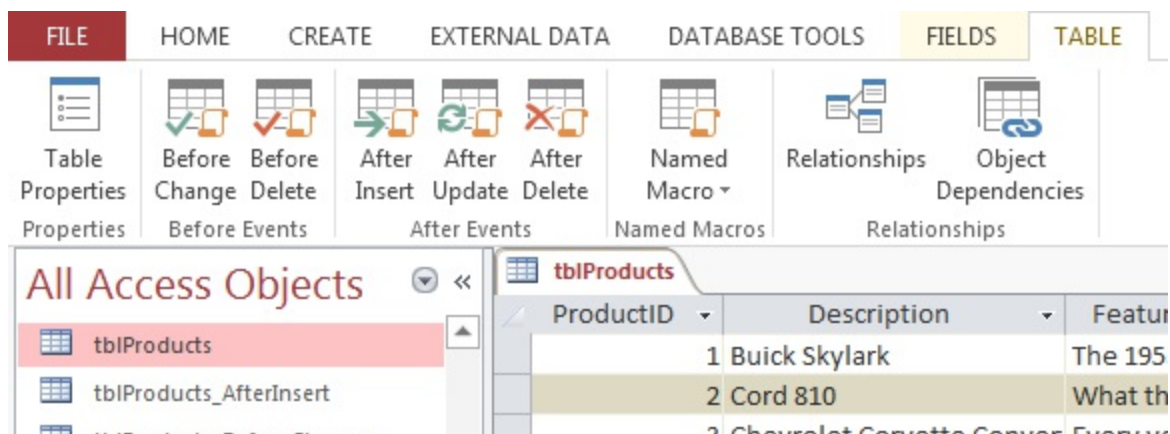 FILE HOME CREATE EXTERNAL DATA DATABASE TOOLS FIELDS TABLE
Table Before Before After After After Named Relationships Object
Properties Change Delete Insert Update Delete Macro Dependencies
Properties Before Events After Events Named Macros Relationships
All Access Objects
tblProducts
tblProducts_AfterInsert
tblProducts
ProductID Description
1 Buick Skylark The
2 Cord 810 What